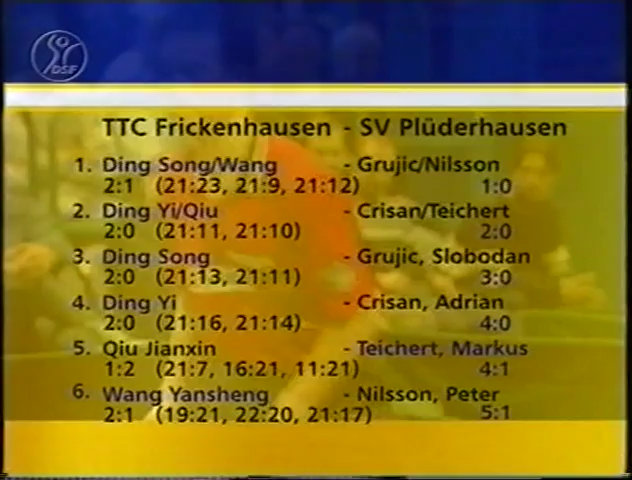 DSF
TTC Frickenhausen - SV Plüderhausen
1. Ding Song/Wang - Grujic/Nilsson
2:1 (21:23, 21:9, 21:12) 1:0
2. Ding Yi/Qiu - Crisan/Teichert
2:0 (21:11, 21:10) 2:0
3. Ding Song - Grujic, Slobodan
2:0 (21:13, 21:11) 3:0
4. Ding Yi - Crisan, Adrian
2:0 (21:16, 21:14) 4:0
5. Qiu Jianxin - Teichert, Markus
1:2 (21:7, 16:21, 11:21) 4:1
6. Wang Yansheng - Nilsson, Peter
2:1 (19:21, 22:20, 21:17) 5:1